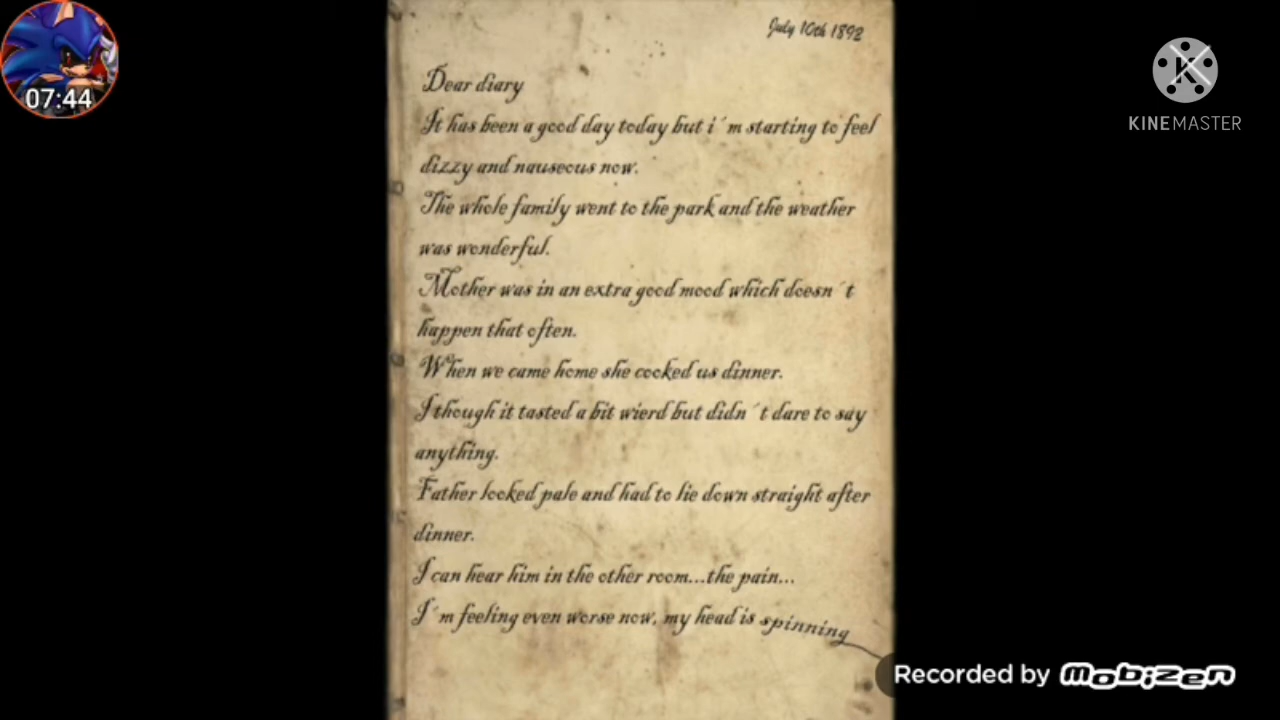 07:44
July 10th 1892
KINEMASTER
Dear diary
It has been a good day today but i´m starting to feel
dizzy and nauseous now.
The whole family went to the park and the weather
was wonderful.
Mother was in an extra good mood which doesn´t
happen that often.
When we came home she cooked us dinner.
I though it tasted a bit wierd but didn´t dare to say
anything.
Father looked pale and had to lie down straight after
dinner.
I can hear him in the other room...the pain...
I´m feeling even worse now, my head is spinning
Recorded by mobizen